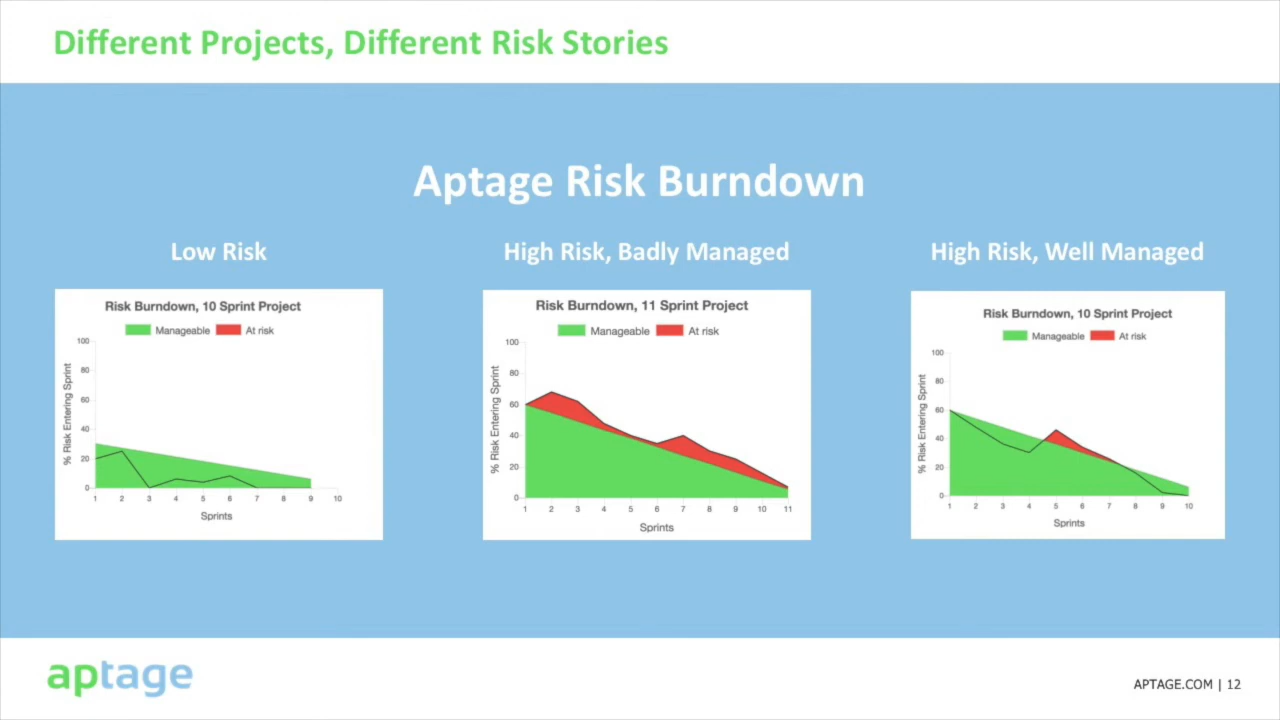 Different Projects, Different Risk Stories
Aptage Risk Burndown
Low Risk
High Risk, Badly Managed
High Risk, Well Managed
Risk Burndown, 10 Sprint Project
Manageable At risk
% Risk Entering Sprint
100
80
60
40
20
0
1 2 3 4 5 6 7 8 9 10
Sprints
Risk Burndown, 11 Sprint Project
Manageable At risk
% Risk Entering Sprint
100
80
60
40
20
0
1 2 3 4 5 6 7 8 9 10 11
Sprints
Risk Burndown, 10 Sprint Project
Manageable At risk
% Risk Entering Sprint
100
80
60
40
20
0
1 2 3 4 5 6 7 8 9 10
Sprints
aptage
APTAGE.COM | 12